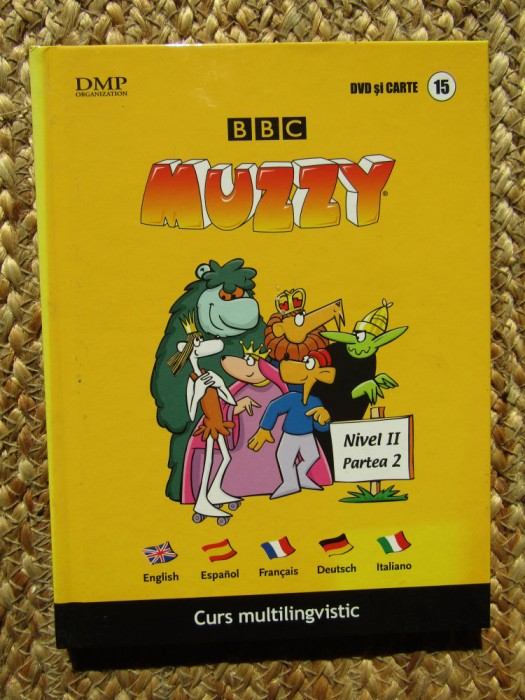 DMP
ORGANIZATION
DVD și CARTE 15
BBC
MUZZY®
Nivel II
Partea 2
English Español Français Deutsch Italiano
Curs multilingvistic